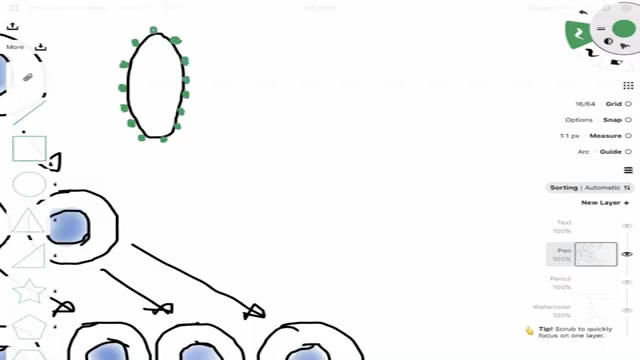 More
16/64 · Grid
Options · Snap
1:1 px · Measure
Arc · Guide
Sorting | Automatic
New Layer +
Text
100%
Pen
100%
Pencil
100%
Watercolor
100%
Tip! Scrub to quickly
focus on one layer.